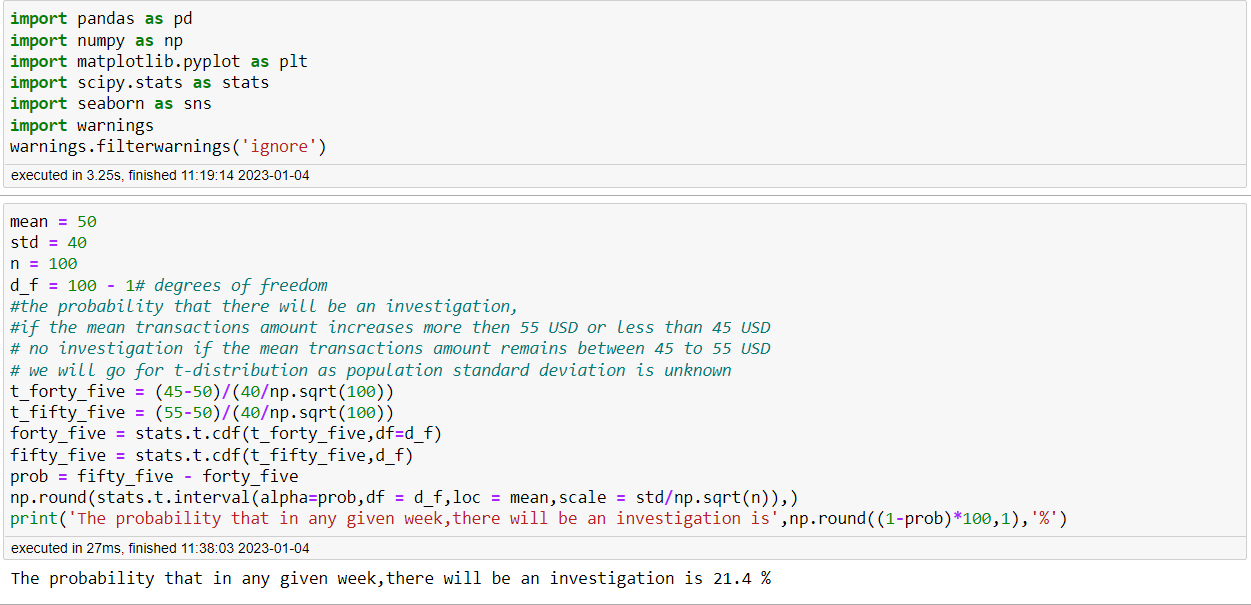 import pandas as pd
import numpy as np
import matplotlib.pyplot as plt
import scipy.stats as stats
import seaborn as sns
import warnings
warnings.filterwarnings('ignore')
executed in 3.25s, finished 11:19:14 2023-01-04
mean = 50
std = 40
n = 100
d_f = 100 - 1# degrees of freedom
#the probability that there will be an investigation,
#if the mean transactions amount increases more then 55 USD or less than 45 USD
# no investigation if the mean transactions amount remains between 45 to 55 USD
# we will go for t-distribution as population standard deviation is unknown
t_forty_five = (45-50)/(40/np.sqrt(100))
t_fifty_five = (55-50)/(40/np.sqrt(100))
forty_five = stats.t.cdf(t_forty_five,df=d_f)
fifty_five = stats.t.cdf(t_fifty_five,d_f)
prob = fifty_five - forty_five
np.round(stats.t.interval(alpha=prob,df = d_f,loc = mean,scale = std/np.sqrt(n)),)
print('The probability that in any given week,there will be an investigation is',np.round((1-prob)*100,1),'%')
executed in 27ms, finished 11:38:03 2023-01-04
The probability that in any given week,there will be an investigation is 21.4 %